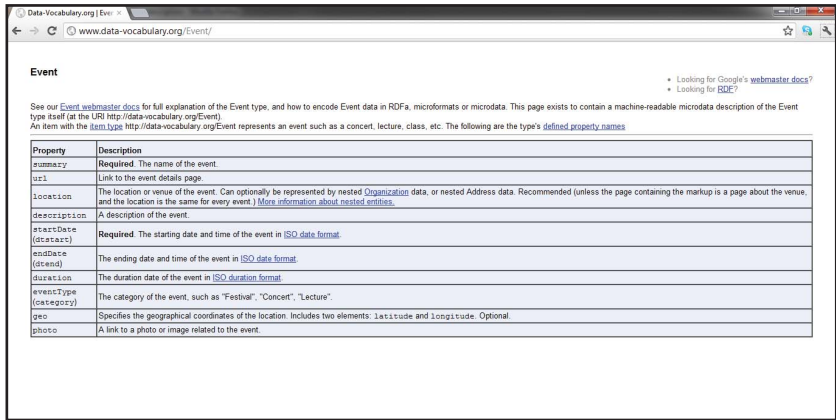 Data-Vocabulary.org | Ever
www.data-vocabulary.org/Event/
Event
Looking for Google's webmaster docs?
Looking for RDF?
See our Event webmaster docs for full explanation of the Event type, and how to encode Event data in RDFa, microformats or microdata. This page exists to contain a machine-readable microdata description of the Event
type itself (at the URI http://data-vocabulary.org/Event).
An item with the item type http://data-vocabulary.org/Event represents an event such as a concert, lecture, class, etc. The following are the type's defined property names
Property Description
summary Required. The name of the event.
url Link to the event details page.
location The location or venue of the event. Can optionally be represented by nested Organization data, or nested Address data. Recommended (unless the page containing the markup is a page about the venue,
and the location is the same for every event.) More information about nested entities.
description A description of the event.
startDate
(dtstart) Required. The starting date and time of the event in ISO date format.
endDate
(dtend) The ending date and time of the event in ISO date format.
duration The duration date of the event in ISO duration format.
eventType
(category) The category of the event, such as "Festival", "Concert", "Lecture".
geo Specifies the geographical coordinates of the location. Includes two elements: latitude and longitude. Optional.
photo A link to a photo or image related to the event.